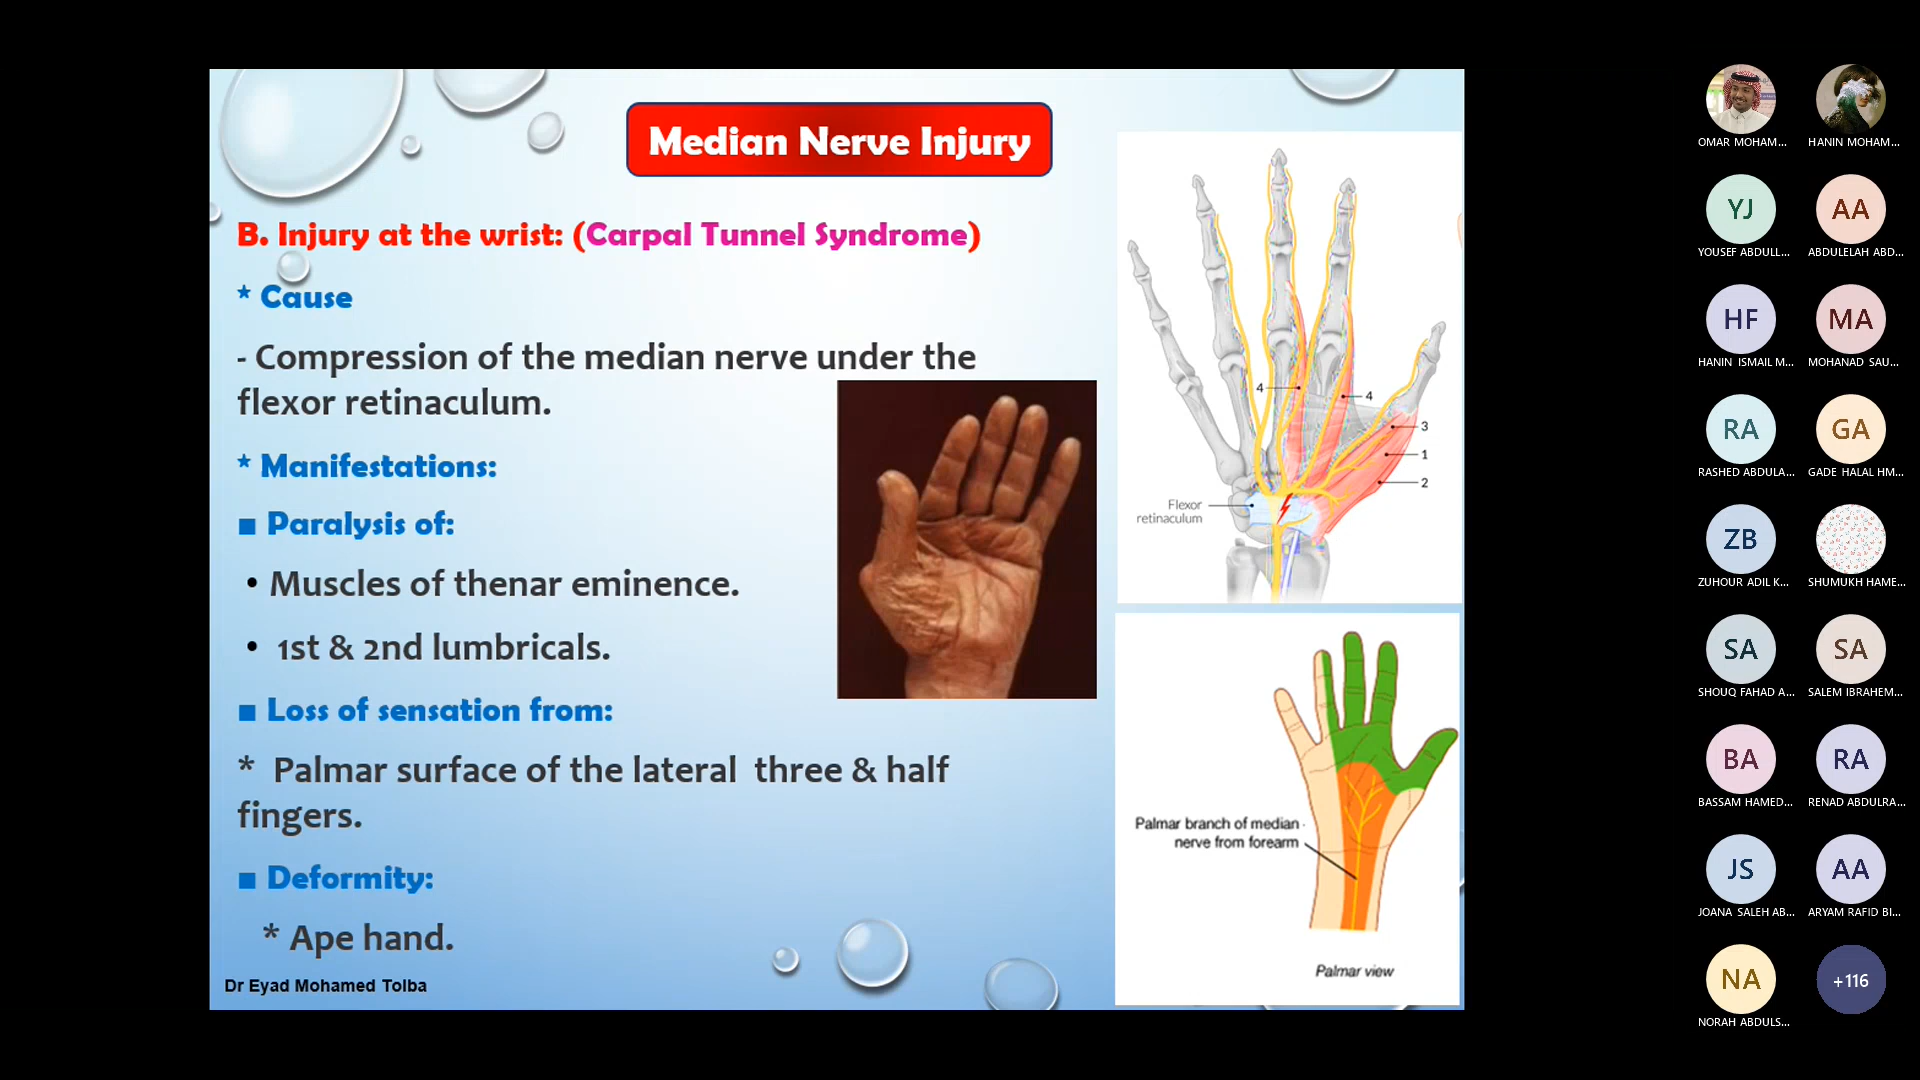 Median Nerve Injury
B. Injury at the wrist: (Carpal Tunnel Syndrome)
* Cause
- Compression of the median nerve under the
flexor retinaculum.
* Manifestations:
■ Paralysis of:
• Muscles of thenar eminence.
• 1st & 2nd lumbricals.
■ Loss of sensation from:
* Palmar surface of the lateral three & half
fingers.
■ Deformity:
* Ape hand.
Dr Eyad Mohamed Tolba
4
4
3
1
2
Flexor
retinaculum
Palmar branch of median
nerve from forearm
Palmar view
OMAR MOHAM...
HANIN MOHAM...
YJ
AA
YOUSEF ABDULL...
ABDULELAH ABD...
HF
MA
HANIN ISMAIL M...
MOHANAD SAU...
RA
GA
RASHED ABDULA...
GADE HALAL HM...
ZB
ZUHOUR ADIL K...
SHUMUKH HAME...
SA
SA
SHOUQ FAHAD A...
SALEM IBRAHEM...
BA
RA
BASSAM HAMED...
RENAD ABDULRA...
JS
AA
JOANA SALEH AB...
ARYAM RAFID BI...
NA
+116
NORAH ABDULS...